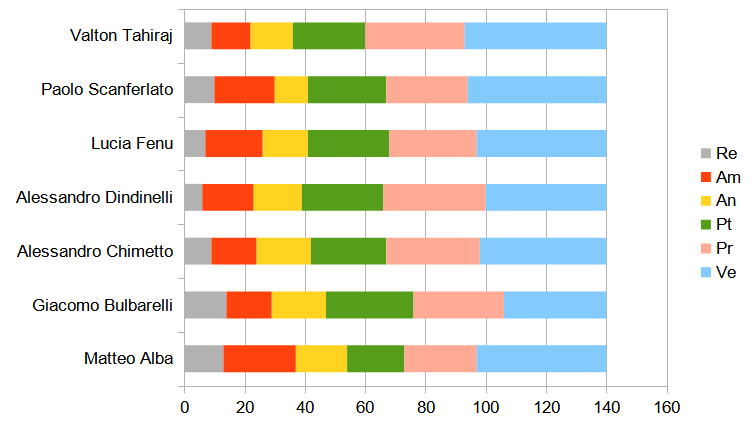 Valton Tahiraj
Paolo Scanferlato
Lucia Fenu
Alessandro Dindinelli
Alessandro Chimetto
Giacomo Bulbarelli
Matteo Alba
0 20 40 60 80 100 120 140 160
Re
Am
An
Pt
Pr
Ve